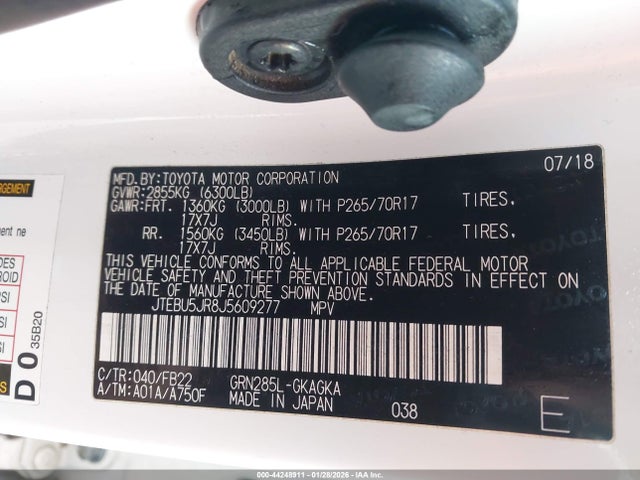 MFD.BY:TOYOTA MOTOR CORPORATION 07/18
GVWR:2855KG (6300LB)
GAWR:FRT. 1360KG (3000LB) WITH P265/70R17 TIRES,
17X7J RIMS.
RR. 1560KG (3450LB) WITH P265/70R17 TIRES,
17X7J RIMS.
THIS VEHICLE CONFORMS TO ALL APPLICABLE FEDERAL MOTOR
VEHICLE SAFETY AND THEFT PREVENTION STANDARDS IN EFFECT ON
THE DATE OF MANUFACTURE SHOWN ABOVE.
JTEBU5JR8J5609277 MPV
C/TR:040/FB22 GRN285L-GKAGKA
A/TM:A01A/A750F MADE IN JAPAN 038 E
D0 35B20
000-44248911 - 01/28/2026 - IAA, Inc.